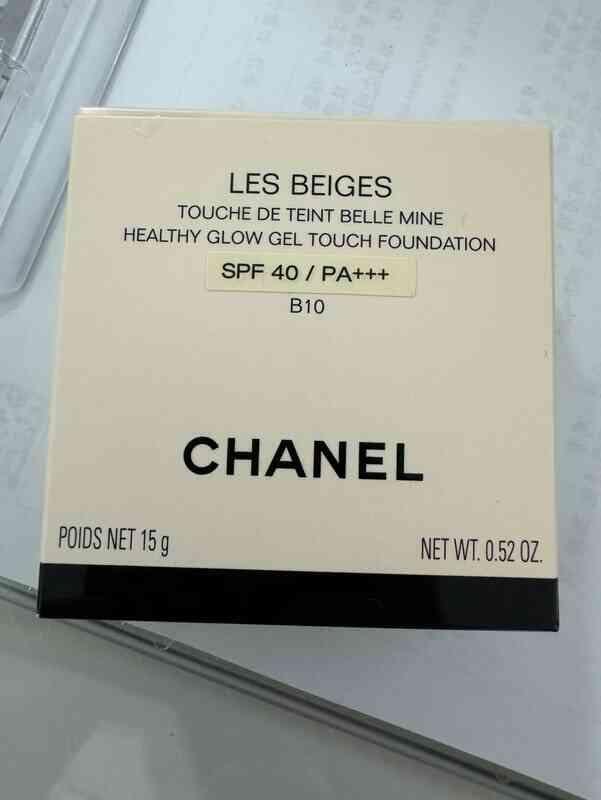 LES BEIGES
TOUCHE DE TEINT BELLE MINE
HEALTHY GLOW GEL TOUCH FOUNDATION
SPF 40 / PA+++
B10
CHANEL
POIDS NET 15 g
NET WT. 0.52 OZ.